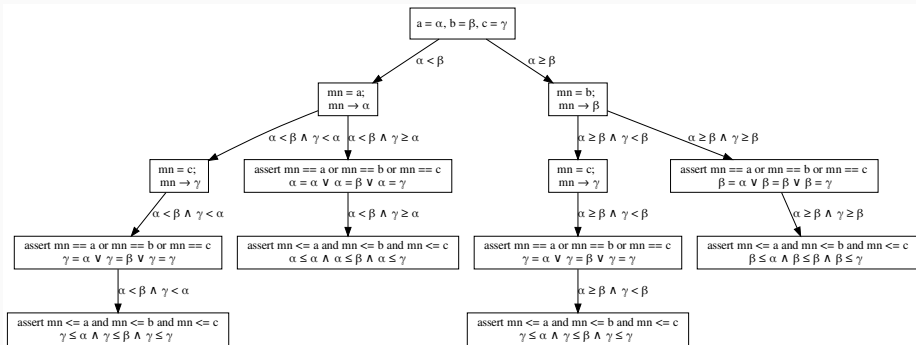 a = α, b = β, c = γ
α < β
α ≥ β
mn = a;
mn → α
mn = b;
mn → β
α < β ∧ γ < α
α < β ∧ γ ≥ α
α ≥ β ∧ γ < β
α ≥ β ∧ γ ≥ β
mn = c;
mn → γ
assert mn == a or mn == b or mn == c
α = α ∨ α = β ∨ α = γ
mn = c;
mn → γ
assert mn == a or mn == b or mn == c
β = α ∨ β = β ∨ β = γ
α < β ∧ γ < α
α < β ∧ γ ≥ α
α ≥ β ∧ γ < β
α ≥ β ∧ γ ≥ β
assert mn == a or mn == b or mn == c
γ = α ∨ γ = β ∨ γ = γ
assert mn <= a and mn <= b and mn <= c
α ≤ α ∧ α ≤ β ∧ α ≤ γ
assert mn == a or mn == b or mn == c
γ = α ∨ γ = β ∨ γ = γ
assert mn <= a and mn <= b and mn <= c
β ≤ α ∧ β ≤ β ∧ β ≤ γ
α < β ∧ γ < α
α ≥ β ∧ γ < β
assert mn <= a and mn <= b and mn <= c
γ ≤ α ∧ γ ≤ β ∧ γ ≤ γ
assert mn <= a and mn <= b and mn <= c
γ ≤ α ∧ γ ≤ β ∧ γ ≤ γ